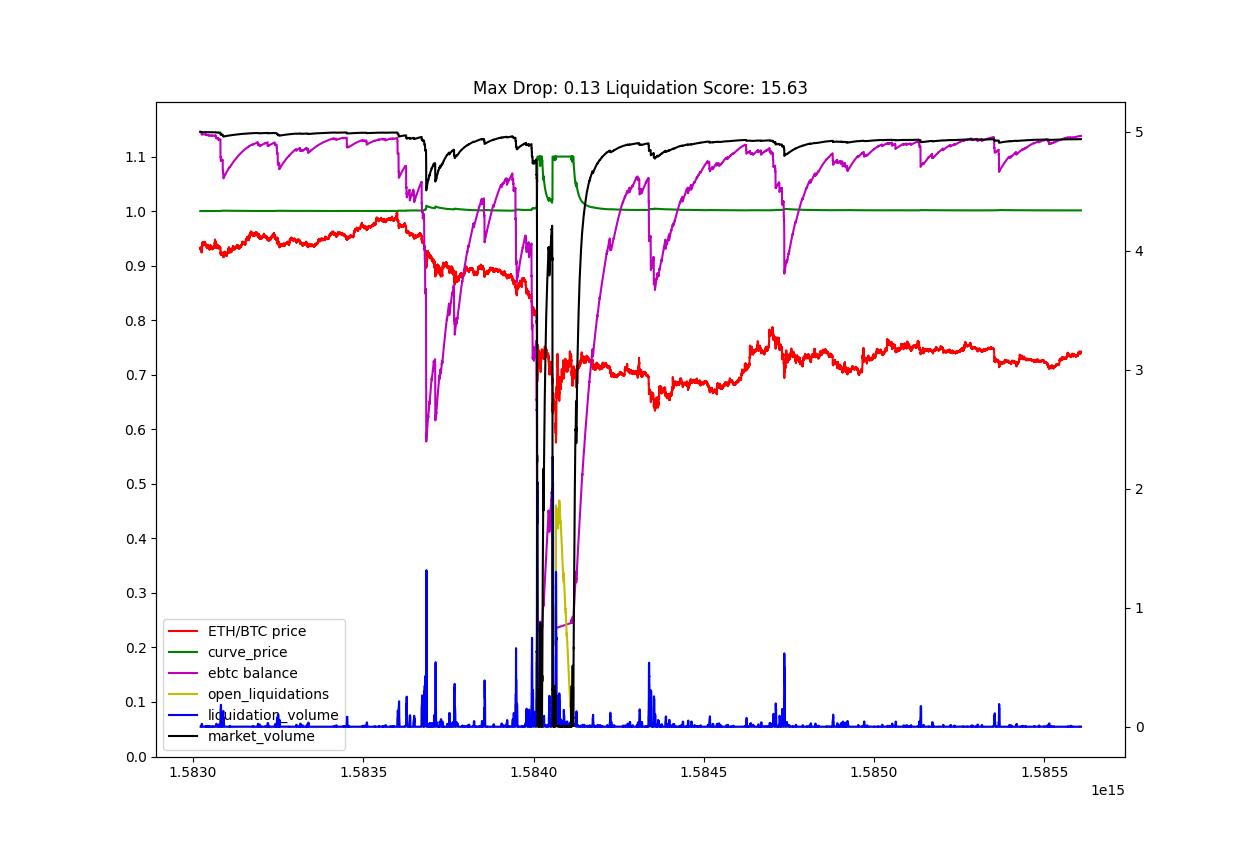 Max Drop: 0.13 Liquidation Score: 15.63
1.1
1.0
0.9
0.8
0.7
0.6
0.5
0.4
0.3
0.2
0.1
0.0
5
4
3
2
1
0
ETH/BTC price
curve_price
ebtc balance
open_liquidations
liquidation_volume
market_volume
1.5830 1.5835 1.5840 1.5845 1.5850 1.5855
1e15